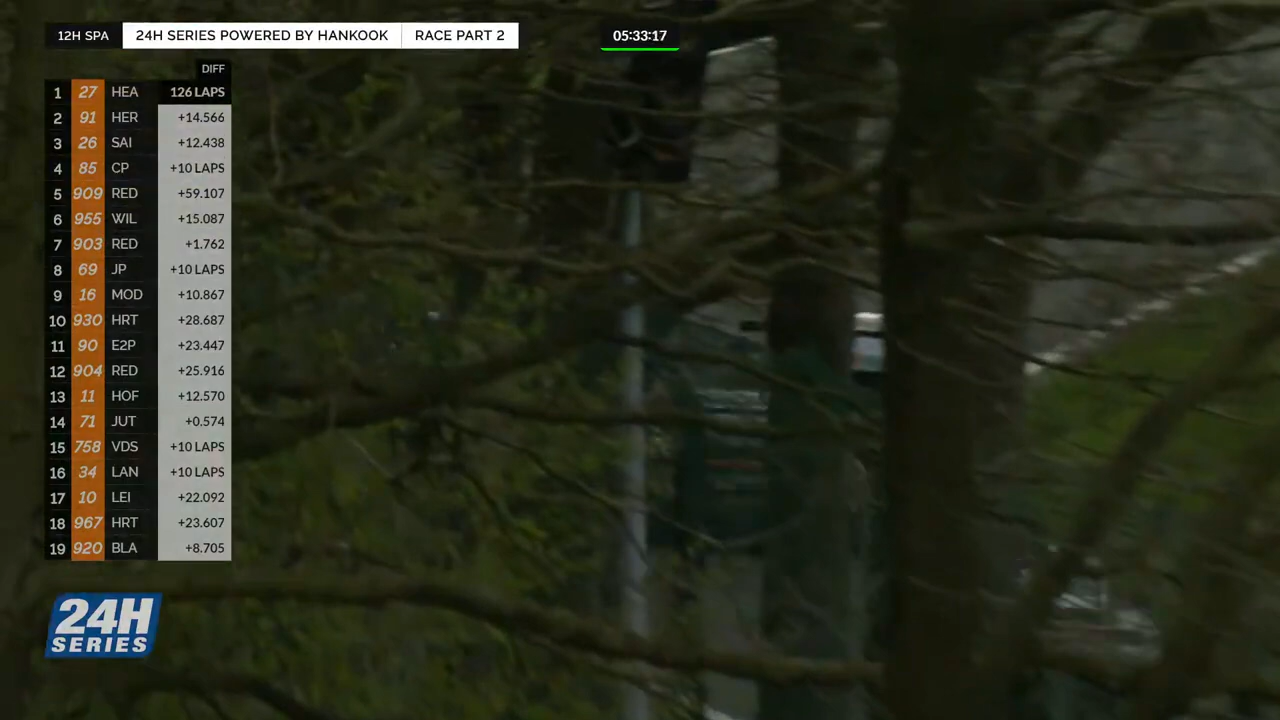 12H SPA 24H SERIES POWERED BY HANKOOK RACE PART 2 05:33:17
DIFF
1 27 HEA 126 LAPS
2 91 HER +14.566
3 26 SAI +12.438
4 85 CP +10 LAPS
5 909 RED +59.107
6 955 WIL +15.087
7 903 RED +1.762
8 69 JP +10 LAPS
9 16 MOD +10.867
10 930 HRT +28.687
11 90 E2P +23.447
12 904 RED +25.916
13 11 HOF +12.570
14 71 JUT +0.574
15 758 VDS +10 LAPS
16 34 LAN +10 LAPS
17 10 LEI +22.092
18 967 HRT +23.607
19 920 BLA +8.705
24H
SERIES